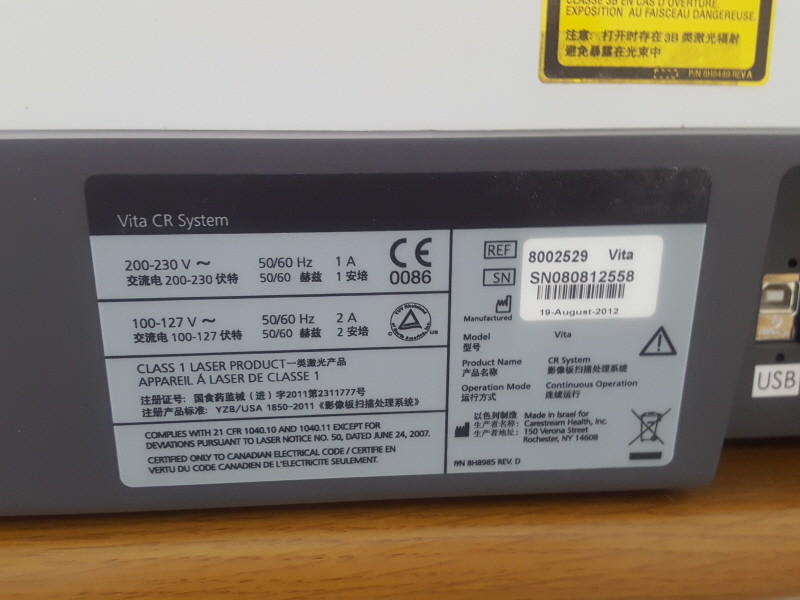 CLASSE 3B EN CAS D'OUVERTURE.
EXPOSITION AU FAISCEAU DANGEREUSE.
注意: 打开时存在 3B 类激光辐射
避免暴露在光束中
P/N 8H8449 REV A
Vita CR System
200-230 V ~ 50/60 Hz 1 A
交流电 200-230 伏特 50/60 赫兹 1 安培
CE
0086
100-127 V ~ 50/60 Hz 2 A
交流电 100-127 伏特 50/60 赫兹 2 安培
US
CLASS 1 LASER PRODUCT 一类激光产品
APPAREIL Á LASER DE CLASSE 1
注册证号: 国食药监械（进）字2011第2311777号
注册产品标准: YZB/USA 1850-2011《影像板扫描处理系统》
COMPLIES WITH 21 CFR 1040.10 AND 1040.11 EXCEPT FOR
DEVIATIONS PURSUANT TO LASER NOTICE NO. 50, DATED JUNE 24, 2007.
CERTIFIED ONLY TO CANADIAN ELECTRICAL CODE / CERTIFIE EN
VERTU DU CODE CANADIEN DE L'ELECTRICITE SEULEMENT.
REF 8002529 Vita
SN SN080812558
19-August-2012
Manufactured
Model Vita
型号
Product Name CR System
产品名称 影像板扫描处理系统
Operation Mode Continuous Operation
运行方式 连续运行
以色列制造 Made in Israel for
生产者名称: Carestream Health, Inc.
生产者地址: 150 Verona Street
Rochester, NY 14608
P/N 8H8985 REV. D
USB